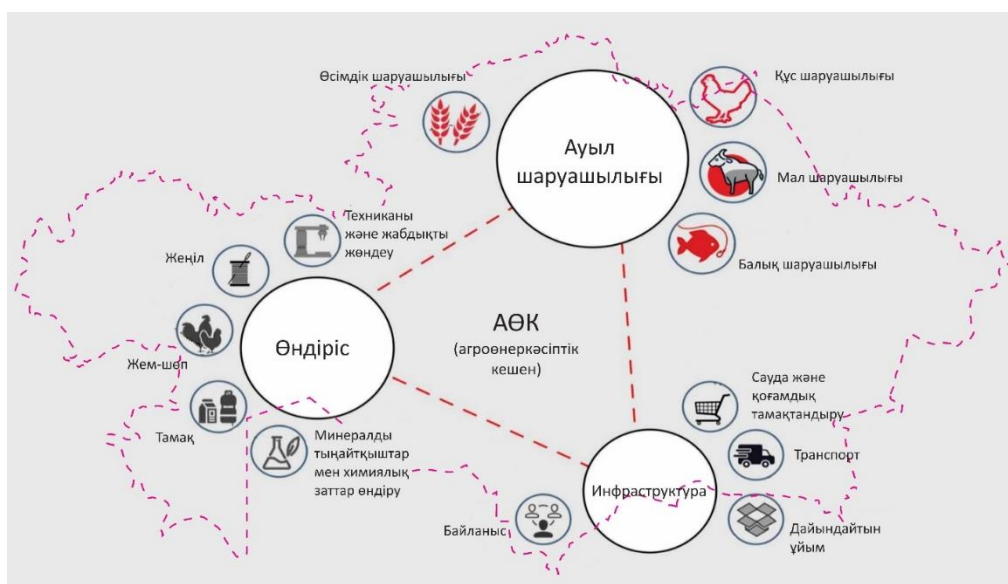 Өсімдік шаруашылығы
Құс шаруашылығы
Ауыл
шаруашылығы
Мал шаруашылығы
Балық шаруашылығы
Техниканы
және жабдықты
жөндеу
Жеңіл
Өндіріс
Жем-шөп
Тамақ
Минералды
тыңайтқыштар
мен химиялық
заттар өндіру
АӨК
(агроөнеркәсіптік
кешен)
Сауда және
қоғамдық
тамақтандыру
Транспорт
Инфраструктура
Байланыс
Дайындайтын
ұйым